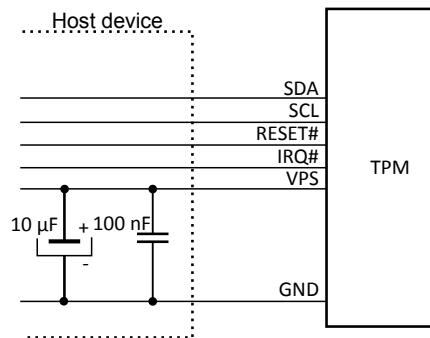 Host device
SDA
SCL
RESET#
IRQ#
TPM
VPS
10 µF + 100 nF
-
GND